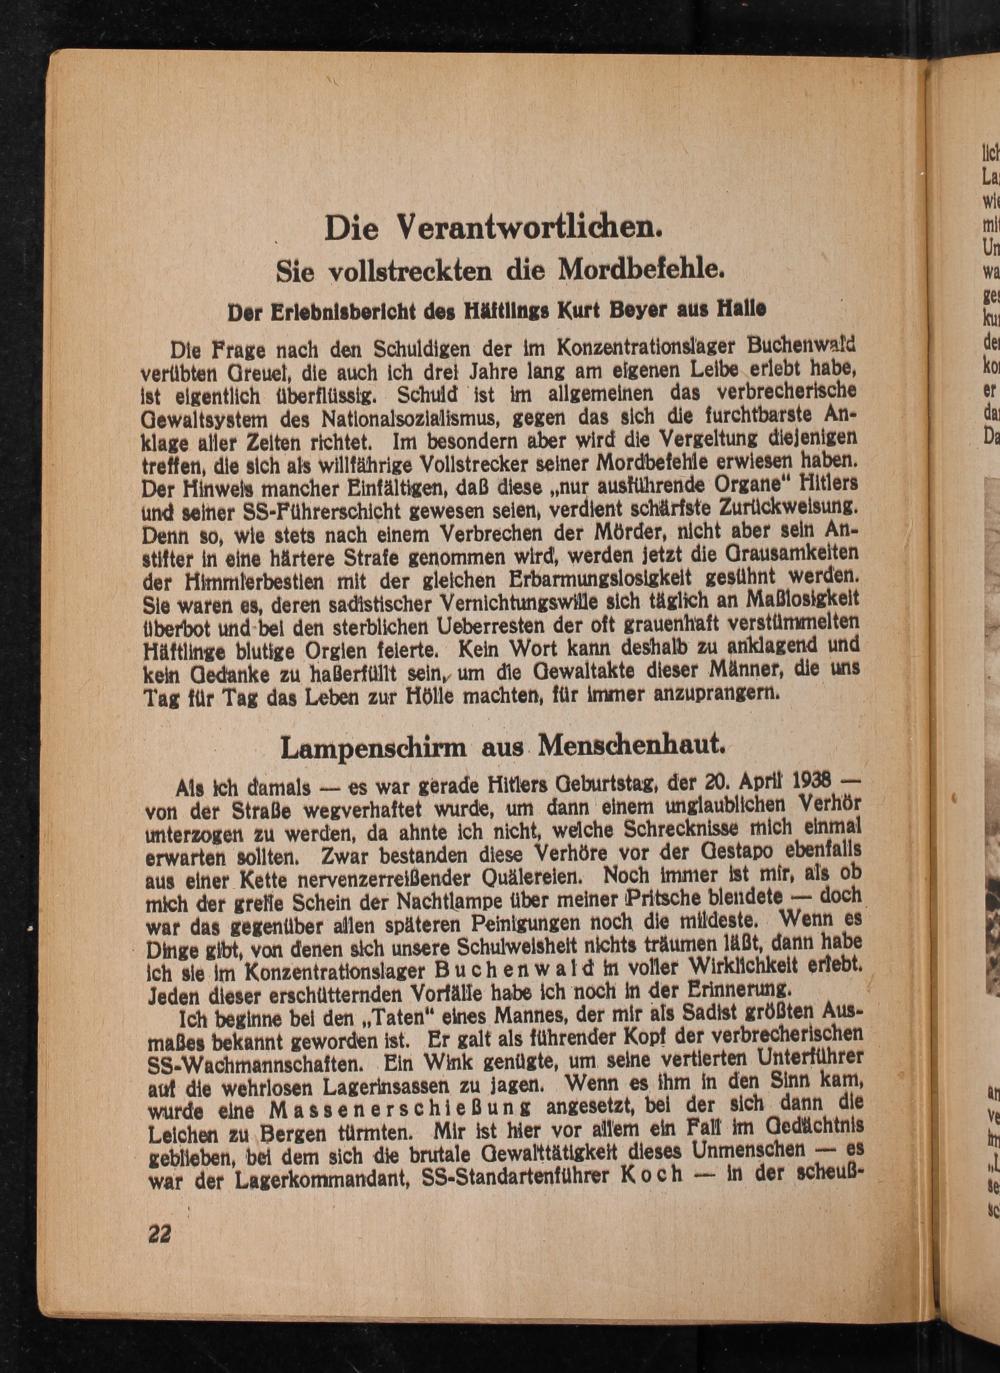 Die Verantwortlichen.
Sie vollstreckten die Mordbefehle.
Der Erlebnisbericht des Häftlings Kurt Beyer aus Halle
Die Frage nach den Schuldigen der im Konzentrationslager Buchenwald
verübten Greuel, die auch ich drei Jahre lang am eigenen Leibe erlebt habe,
ist eigentlich überflüssig. Schuld ist im allgemeinen das verbrecherische
Gewaltsystem des Nationalsozialismus, gegen das sich die furchtbarste An-
klage aller Zeiten richtet. Im besondern aber wird die Vergeltung diejenigen
treffen, die sich als willfährige Vollstrecker seiner Mordbefehle erwiesen haben.
Der Hinweis mancher Einfältigen, daß diese „nur ausführende Organe“ Hitlers
und seiner SS-Führerschicht gewesen seien, verdient schärfste Zurückweisung.
Denn so, wie stets nach einem Verbrechen der Mörder, nicht aber sein An-
stifter in eine härtere Strafe genommen wird, werden jetzt die Grausamkeiten
der Himmlerbestien mit der gleichen Erbarmungslosigkeit gesühnt werden.
Sie waren es, deren sadistischer Vernichtungswille sich täglich an Maßlosigkeit
überbot und bei den sterblichen Ueberresten der oft grauenhaft verstümmelten
Häftlinge blutige Orgien feierte. Kein Wort kann deshalb zu anklagend und
kein Gedanke zu haßerfüllt sein, um die Gewaltakte dieser Männer, die uns
Tag für Tag das Leben zur Hölle machten, für immer anzuprangern.
Lampenschirm aus Menschenhaut.
Als ich damals — es war gerade Hitlers Geburtstag, der 20. April 1938 —
von der Straße wegverhaftet wurde, um dann einem unglaublichen Verhör
unterzogen zu werden, da ahnte ich nicht, welche Schrecknisse mich einmal
erwarten sollten. Zwar bestanden diese Verhöre vor der Gestapo ebenfalls
aus einer Kette nervenzerreißender Quälereien. Noch immer ist mir, als ob
mich der grelle Schein der Nachtlampe über meiner Pritsche blendete — doch
war das gegenüber allen späteren Peinigungen noch die mildeste. Wenn es
Dinge gibt, von denen sich unsere Schulweisheit nichts träumen läßt, dann habe
ich sie im Konzentrationslager Buchenwald in voller Wirklichkeit erlebt.
Jeden dieser erschütternden Vorfälle habe ich noch in der Erinnerung.
Ich beginne bei den „Taten“ eines Mannes, der mir als Sadist größten Aus-
maßes bekannt geworden ist. Er galt als führender Kopf der verbrecherischen
SS-Wachmannschaften. Ein Wink genügte, um seine vertierten Unterführer
auf die wehrlosen Lagerinsassen zu jagen. Wenn es ihm in den Sinn kam,
wurde eine Massenerschießung angesetzt, bei der sich dann die
Leichen zu Bergen türmten. Mir ist hier vor allem ein Fall im Gedächtnis
geblieben, bei dem sich die brutale Gewalttätigkeit dieses Unmenschen — es
war der Lagerkommandant, SS-Standartenführer Koch — in der scheuß-
22